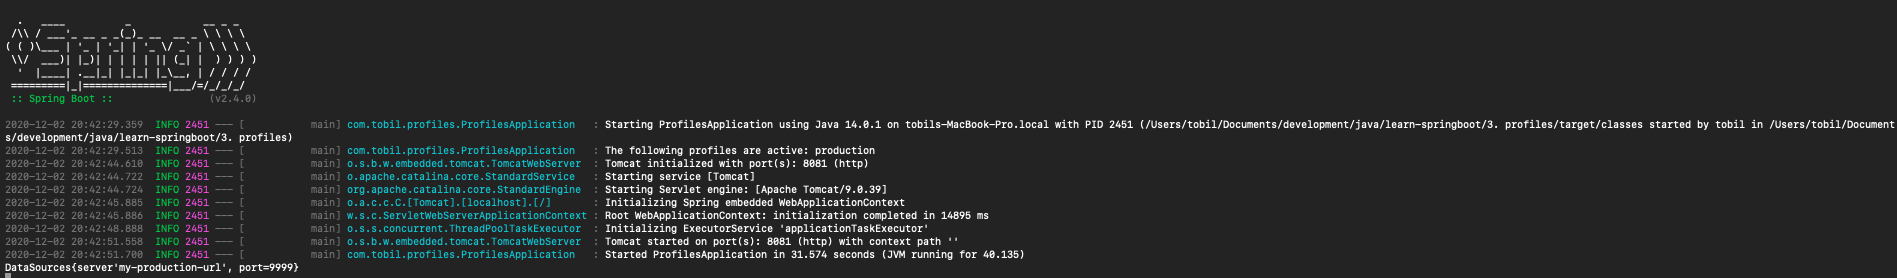 .   ____          _            __ _ _
 /\\ / ___'_ __ _ _(_)_ __  __ _ \ \ \ \
( ( )\___ | '_ | '_| | '_ \/ _` | \ \ \ \
 \\/  ___)| |_)| | | | | || (_| |  ) ) ) )
  '  |____| .__|_| |_|_| |_\__, | / / / /
 =========|_|==============|___/=/_/_/_/
 :: Spring Boot ::                (v2.4.0)
2020-12-02 20:42:29.359  INFO 2451 --- [           main] com.tobil.profiles.ProfilesApplication   : Starting ProfilesApplication using Java 14.0.1 on tobils-MacBook-Pro.local with PID 2451 (/Users/tobil/Documents/development/java/learn-springboot/3. profiles/target/classes started by tobil in /Users/tobil/Document
s/development/java/learn-springboot/3. profiles)
2020-12-02 20:42:29.513  INFO 2451 --- [           main] com.tobil.profiles.ProfilesApplication   : The following profiles are active: production
2020-12-02 20:42:44.610  INFO 2451 --- [           main] o.s.b.w.embedded.tomcat.TomcatWebServer  : Tomcat initialized with port(s): 8081 (http)
2020-12-02 20:42:44.722  INFO 2451 --- [           main] o.apache.catalina.core.StandardService   : Starting service [Tomcat]
2020-12-02 20:42:44.724  INFO 2451 --- [           main] org.apache.catalina.core.StandardEngine  : Starting Servlet engine: [Apache Tomcat/9.0.39]
2020-12-02 20:42:45.885  INFO 2451 --- [           main] o.a.c.c.C.[Tomcat].[localhost].[/]       : Initializing Spring embedded WebApplicationContext
2020-12-02 20:42:45.886  INFO 2451 --- [           main] w.s.c.ServletWebServerApplicationContext : Root WebApplicationContext: initialization completed in 14895 ms
2020-12-02 20:42:48.888  INFO 2451 --- [           main] o.s.s.concurrent.ThreadPoolTaskExecutor  : Initializing ExecutorService 'applicationTaskExecutor'
2020-12-02 20:42:51.558  INFO 2451 --- [           main] o.s.b.w.embedded.tomcat.TomcatWebServer  : Tomcat started on port(s): 8081 (http) with context path ''
2020-12-02 20:42:51.700  INFO 2451 --- [           main] com.tobil.profiles.ProfilesApplication   : Started ProfilesApplication in 31.574 seconds (JVM running for 40.135)
DataSources{server'my-production-url', port=9999}